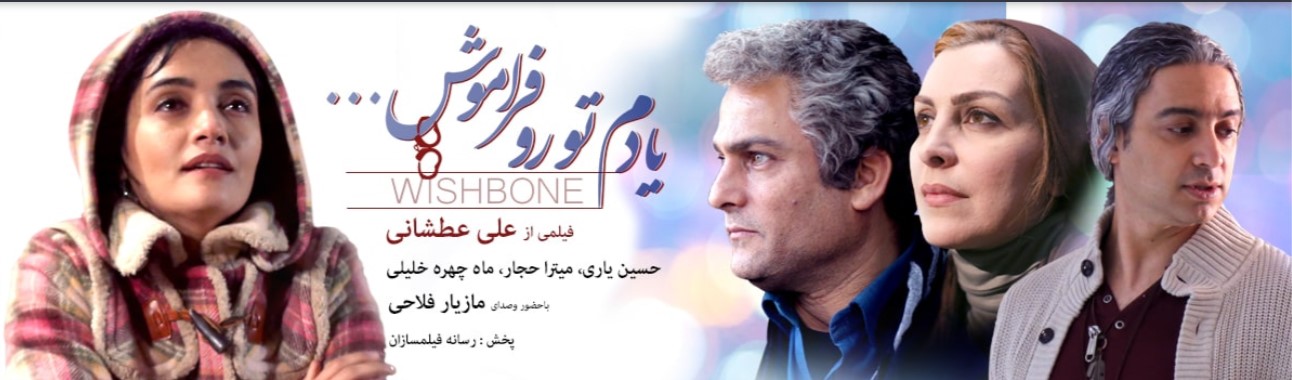 یادم تو رو فراموش...
WISHBONE
فیلمی از علی عطشانی
حسین یاری، میترا حجار، ماه چهره خلیلی
باحضور وصدای مازیار فلاحی
پخش : رسانه فیلمسازان